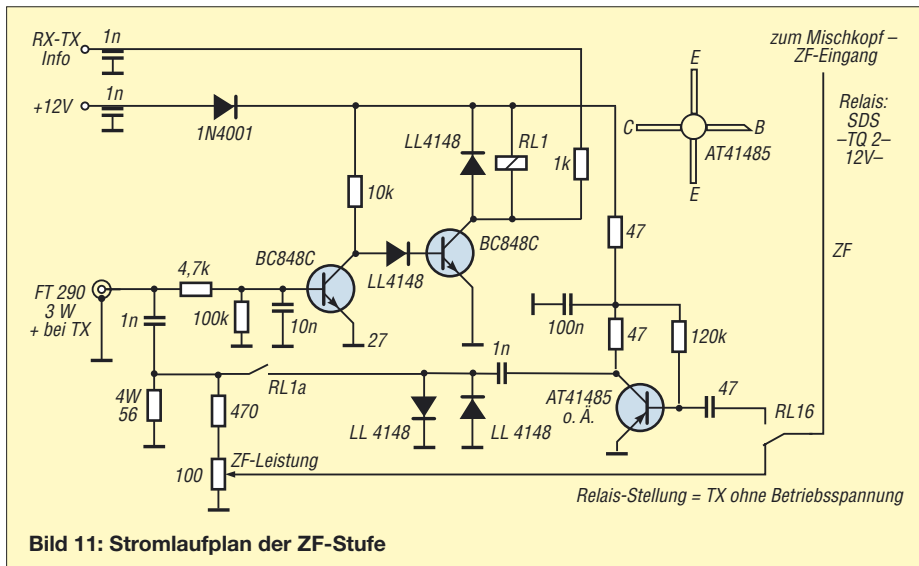 RX-TX
Info
1n
+12V
1n
1N4001
10k
LL4148
RL1
1k
E
C
B
AT41485
E
zum Mischkopf –
ZF-Eingang
Relais:
SDS
–TQ 2–
12V–
ZF
FT 290
3 W
+ bei TX
4,7k
100k
10n
BC848C
27
LL4148
BC848C
47
100n
47
120k
1n
RL1a
4W
56
470
100
ZF-Leistung
LL 4148
LL 4148
1n
AT41485
o. Ä.
47
RL16
Relais-Stellung = TX ohne Betriebsspannung
Bild 11: Stromlaufplan der ZF-Stufe